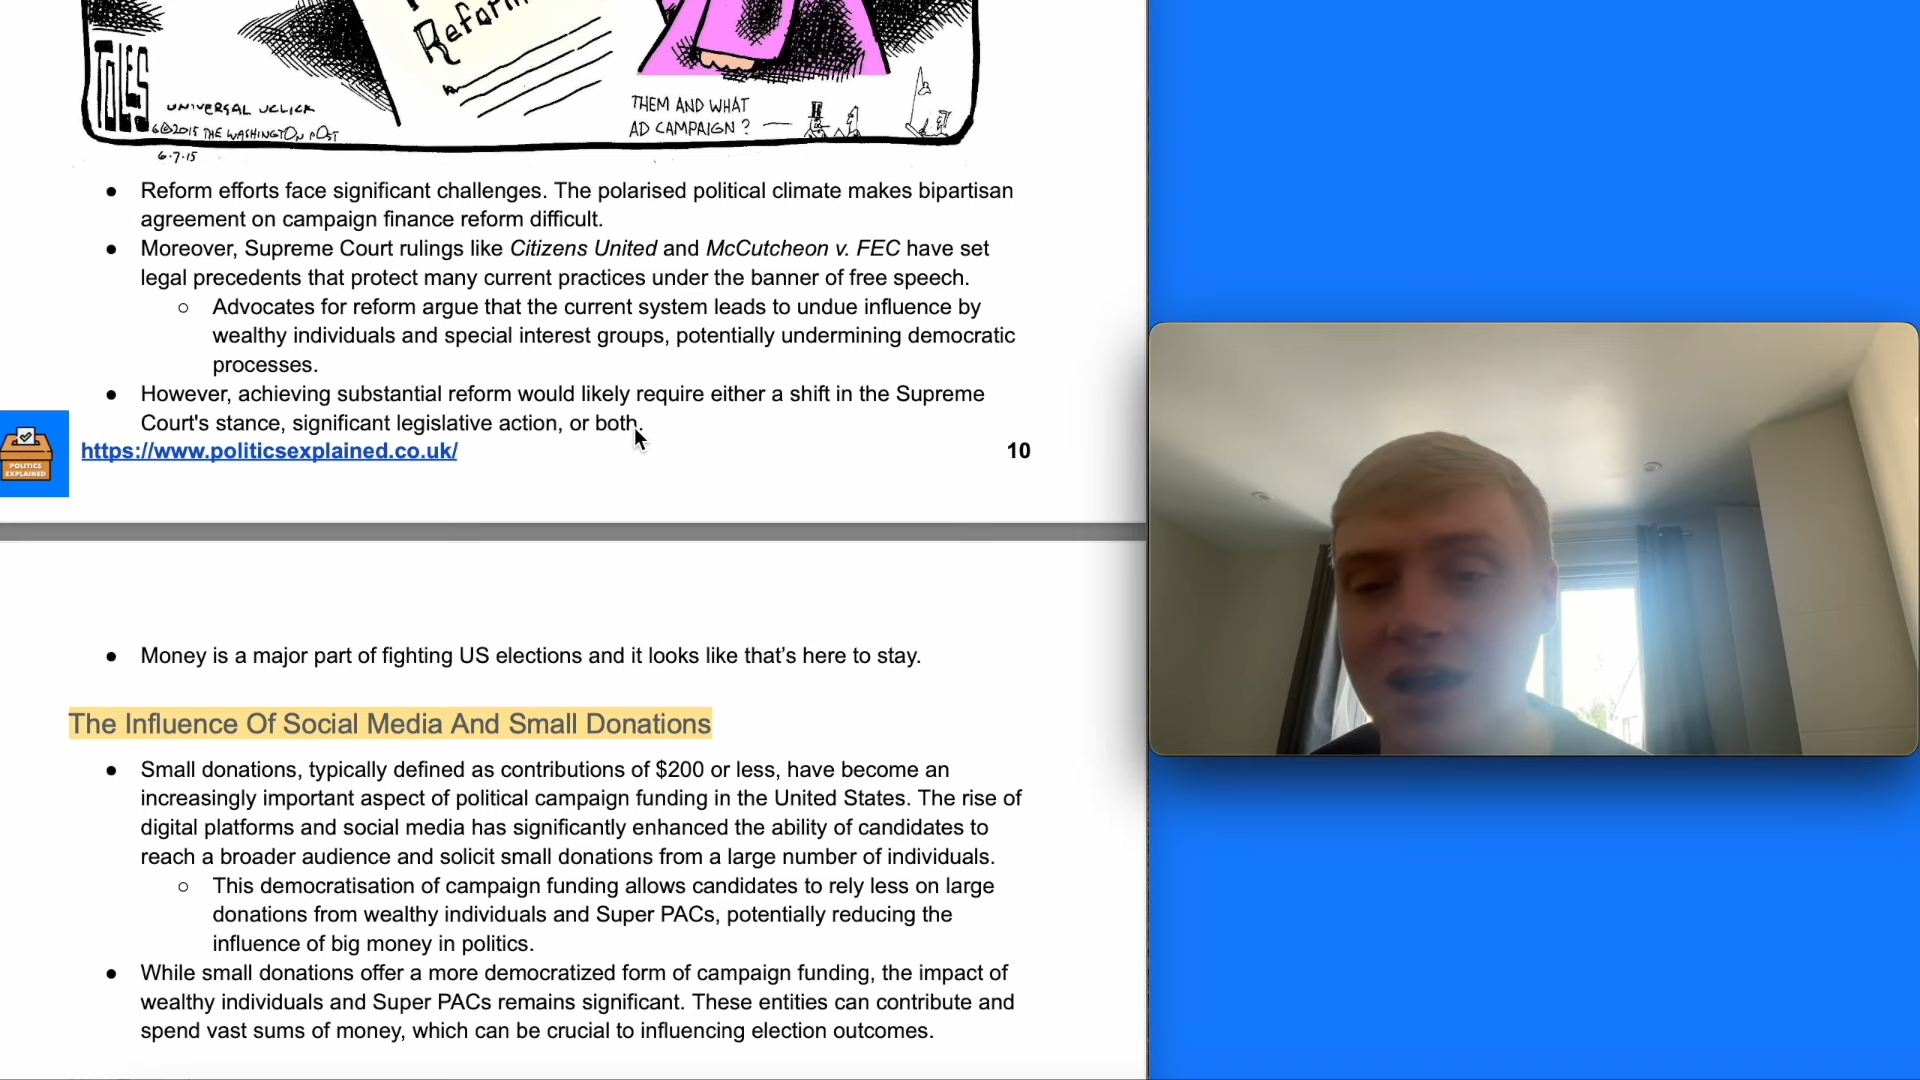 Reform
TOLES
UNIVERSAL UCLICK
©2015 THE WASHINGTON POST
6·7·15
THEM AND WHAT
AD CAMPAIGN ?
● Reform efforts face significant challenges. The polarised political climate makes bipartisan
agreement on campaign finance reform difficult.
● Moreover, Supreme Court rulings like Citizens United and McCutcheon v. FEC have set
legal precedents that protect many current practices under the banner of free speech.
○ Advocates for reform argue that the current system leads to undue influence by
wealthy individuals and special interest groups, potentially undermining democratic
processes.
● However, achieving substantial reform would likely require either a shift in the Supreme
Court's stance, significant legislative action, or both.
POLITICS
EXPLAINED
https://www.politicsexplained.co.uk/ 10
● Money is a major part of fighting US elections and it looks like that’s here to stay.
The Influence Of Social Media And Small Donations
● Small donations, typically defined as contributions of $200 or less, have become an
increasingly important aspect of political campaign funding in the United States. The rise of
digital platforms and social media has significantly enhanced the ability of candidates to
reach a broader audience and solicit small donations from a large number of individuals.
○ This democratisation of campaign funding allows candidates to rely less on large
donations from wealthy individuals and Super PACs, potentially reducing the
influence of big money in politics.
● While small donations offer a more democratized form of campaign funding, the impact of
wealthy individuals and Super PACs remains significant. These entities can contribute and
spend vast sums of money, which can be crucial to influencing election outcomes.